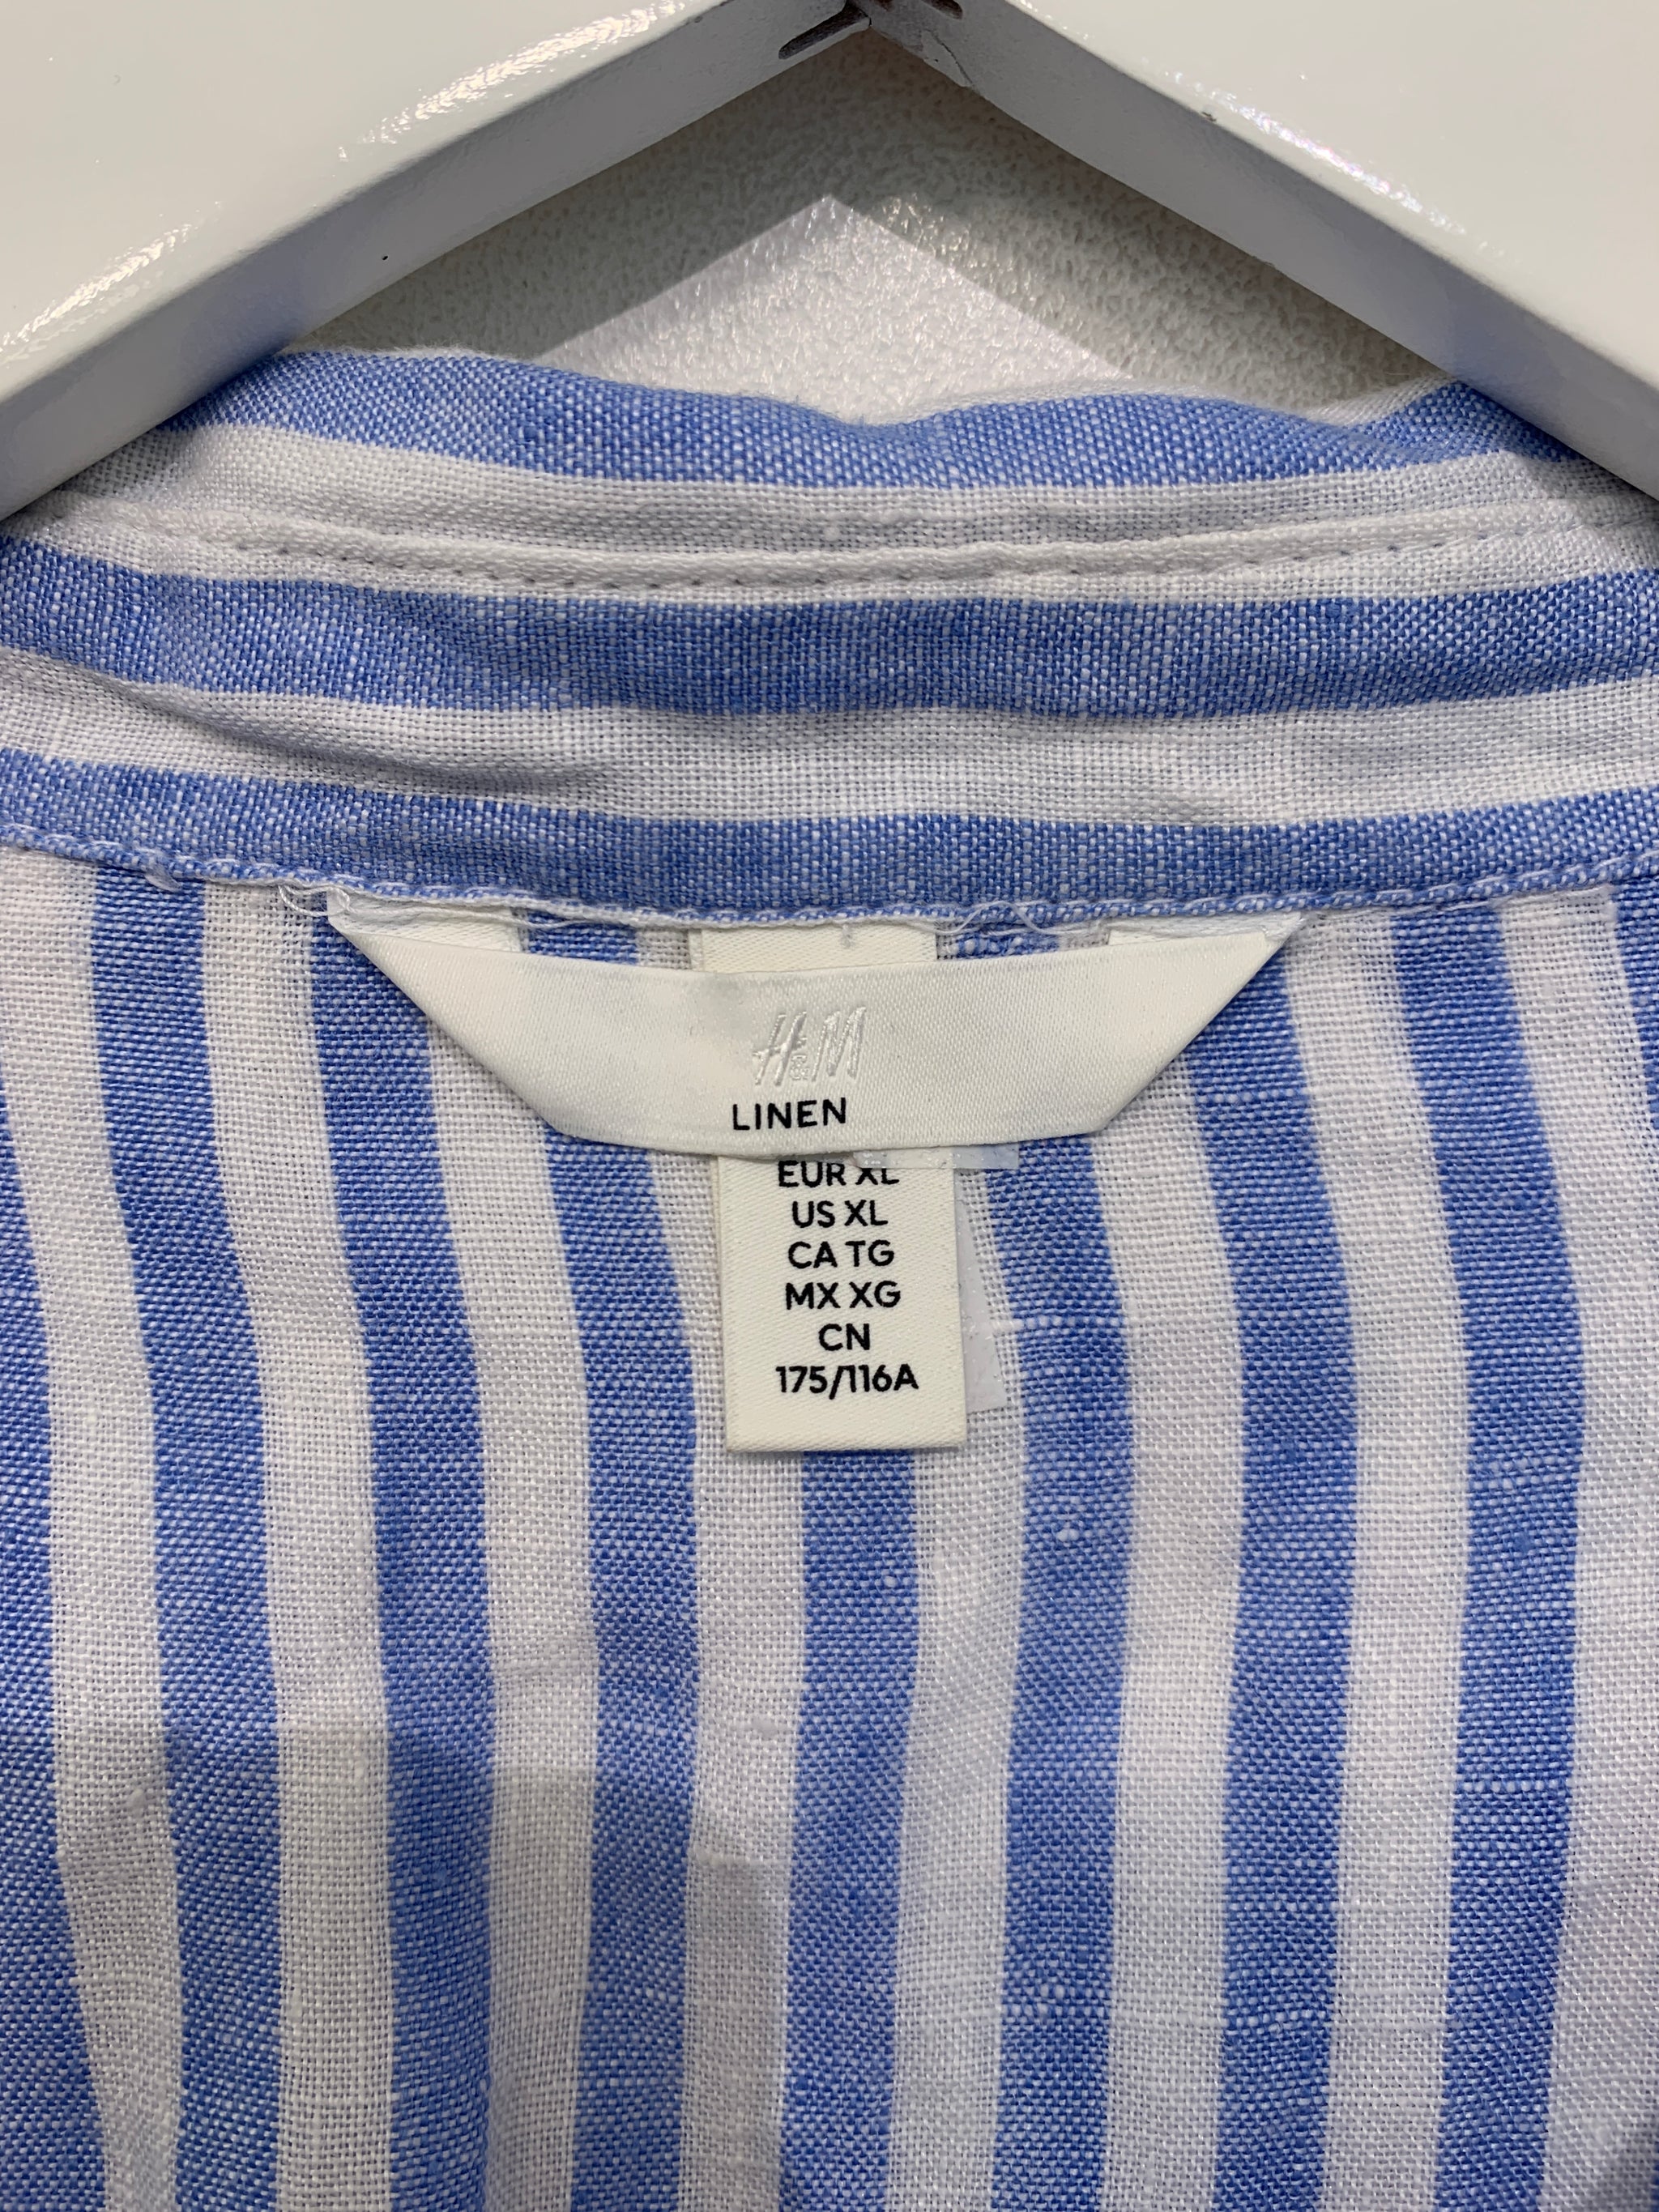 H&M
LINEN
EUR XL
US XL
CA TG
MX XG
CN
175/116A